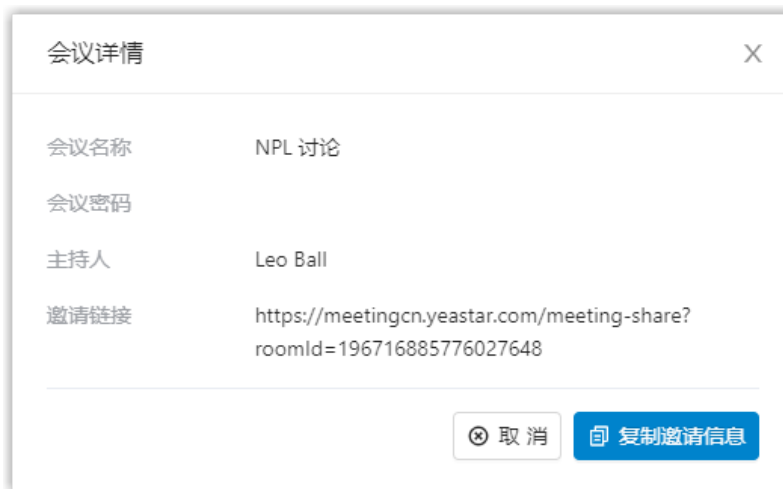 会议详情
会议名称 NPL 讨论
会议密码
主持人 Leo Ball
邀请链接 https://meetingcn.yeastar.com/meeting-share?
roomId=196716885776027648
取 消 复制邀请信息